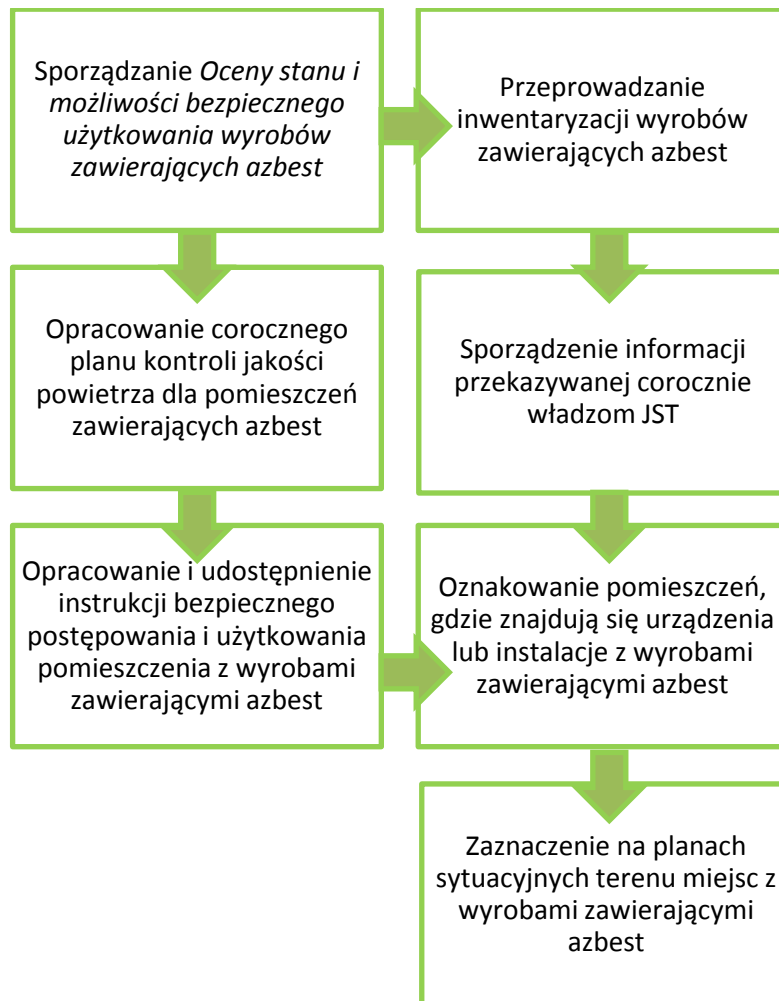 Sporządzanie Oceny stanu i
możliwości bezpiecznego
użytkowania wyrobów
zawierających azbest
Przeprowadzanie
inwentaryzacji wyrobów
zawierających azbest
Opracowanie corocznego
planu kontroli jakości
powietrza dla pomieszczeń
zawierających azbest
Sporządzenie informacji
przekazywanej corocznie
władzom JST
Opracowanie i udostępnienie
instrukcji bezpiecznego
postępowania i użytkowania
pomieszczenia z wyrobami
zawierającymi azbest
Oznakowanie pomieszczeń,
gdzie znajdują się urządzenia
lub instalacje z wyrobami
zawierającymi azbest
Zaznaczenie na planach
sytuacyjnych terenu miejsc z
wyrobami zawierającymi
azbest